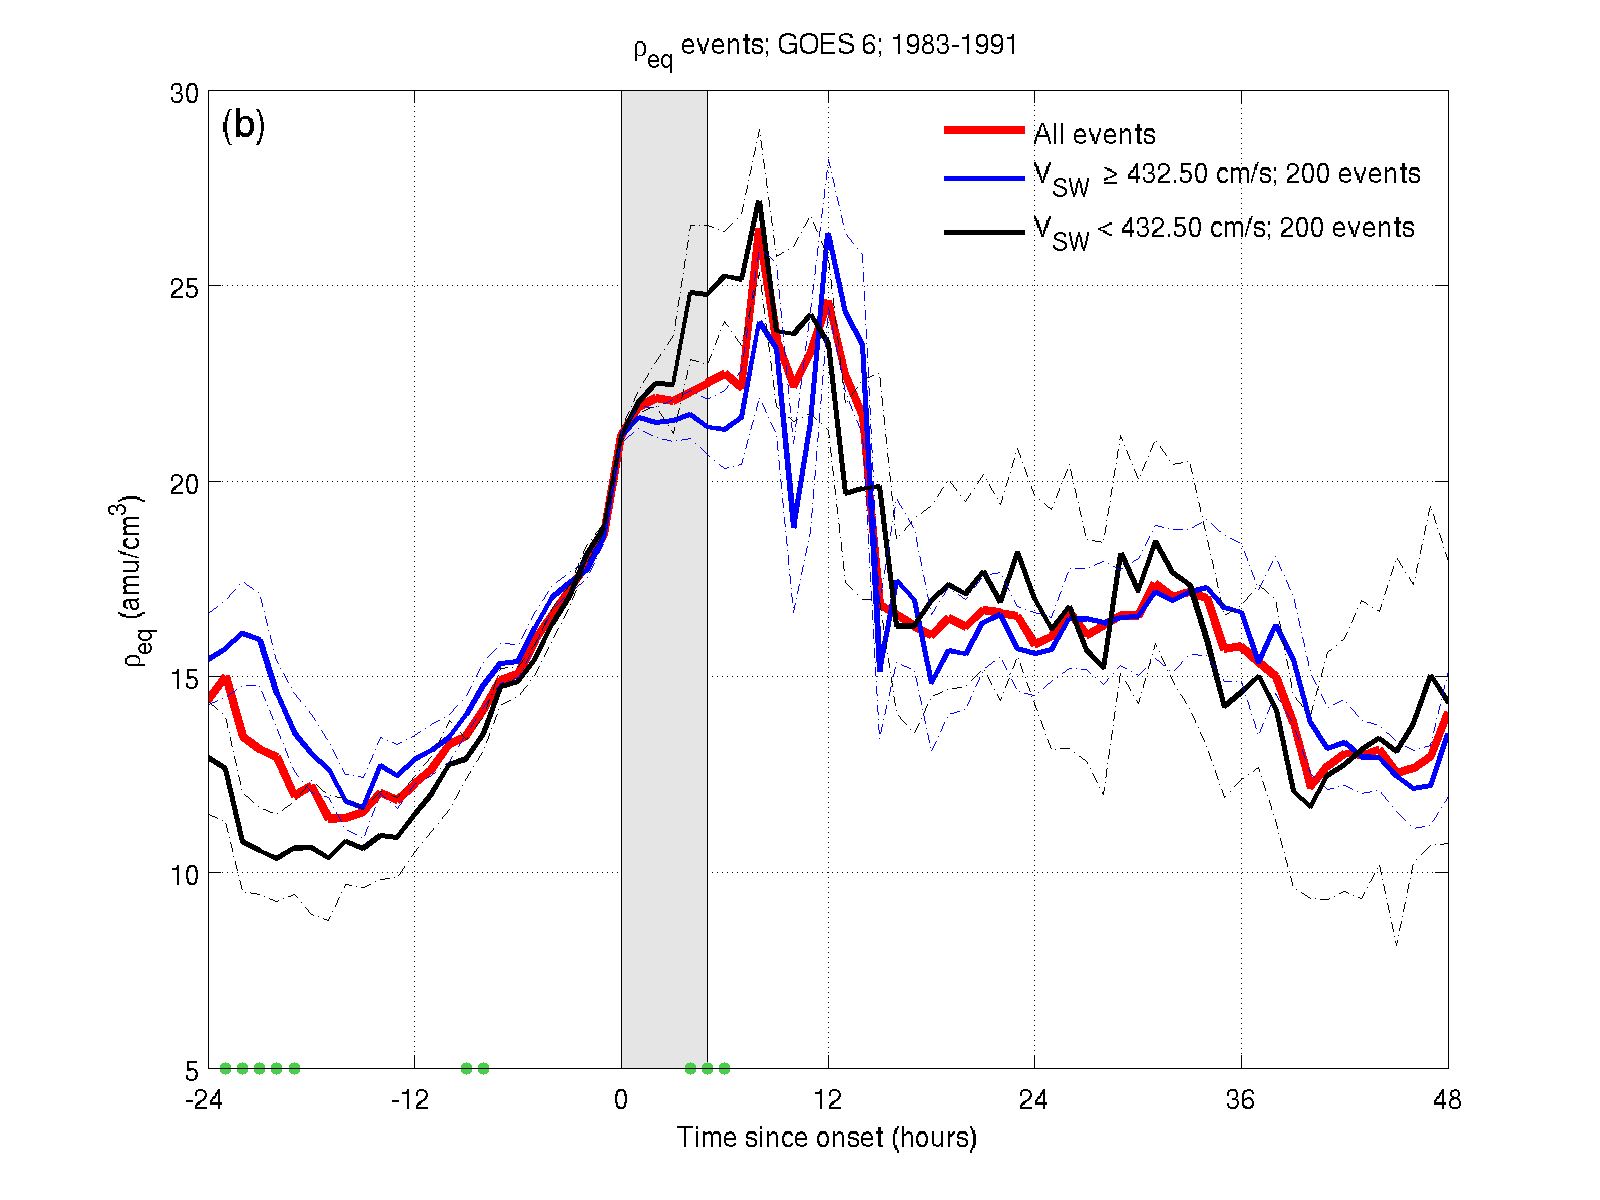 ρeq events; GOES 6; 1983-1991
(b)
All events
VSW ≥ 432.50 cm/s; 200 events
VSW < 432.50 cm/s; 200 events
30
25
20
15
10
5
ρeq (amu/cm3)
-24 -12 0 12 24 36 48
Time since onset (hours)